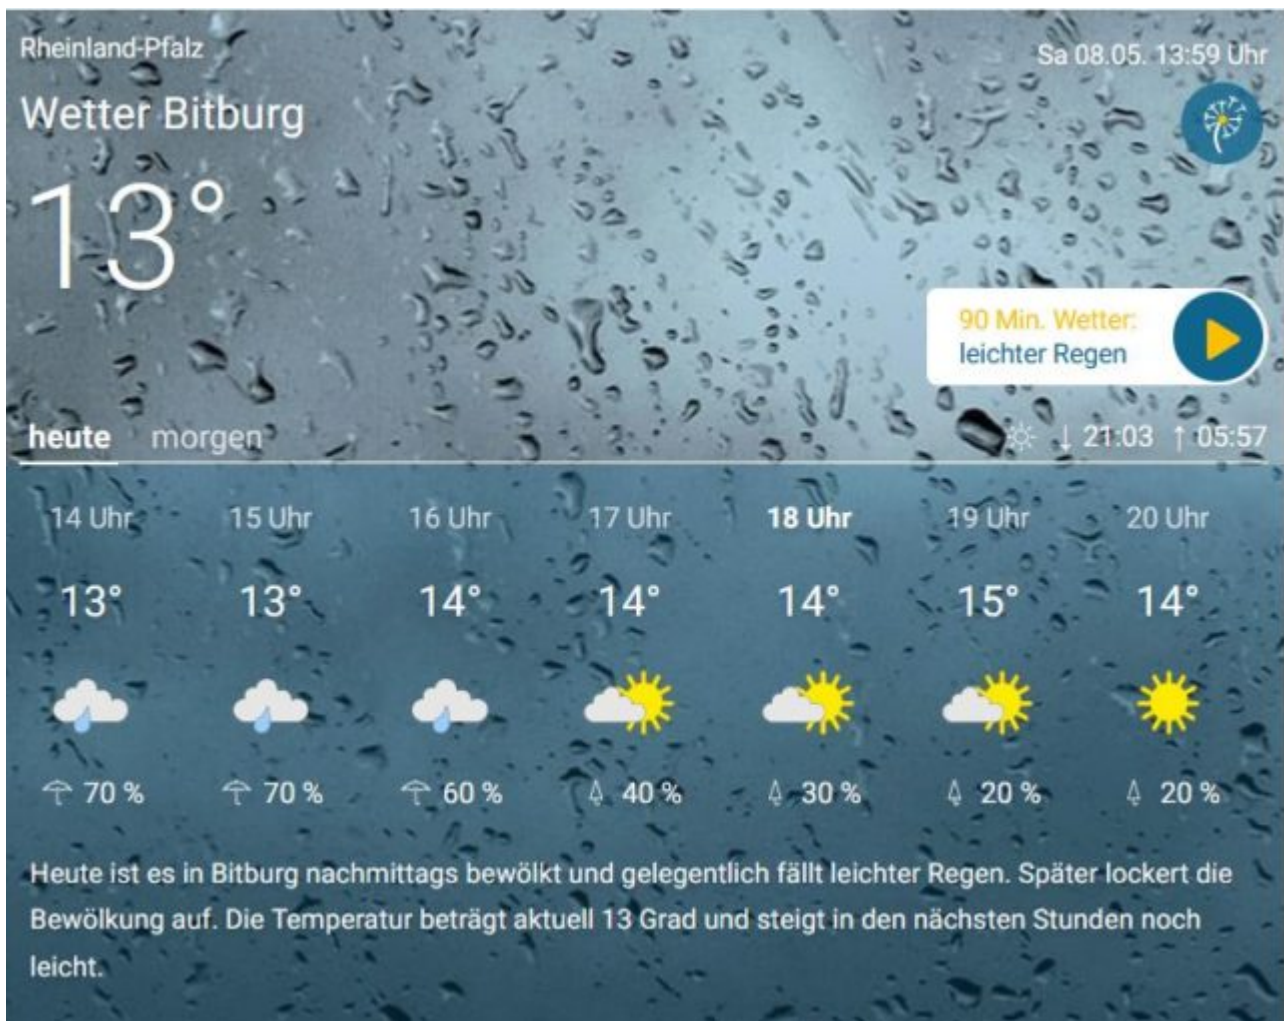 Rheinland-Pfalz
Sa 08.05. 13:59 Uhr
Wetter Bitburg
13°
90 Min. Wetter:
leichter Regen
heute morgen ↓ 21:03 ↑ 05:57
14 Uhr 15 Uhr 16 Uhr 17 Uhr 18 Uhr 19 Uhr 20 Uhr
13° 13° 14° 14° 14° 15° 14°
70 % 70 % 60 % 40 % 30 % 20 % 20 %
Heute ist es in Bitburg nachmittags bewölkt und gelegentlich fällt leichter Regen. Später lockert die
Bewölkung auf. Die Temperatur beträgt aktuell 13 Grad und steigt in den nächsten Stunden noch
leicht.